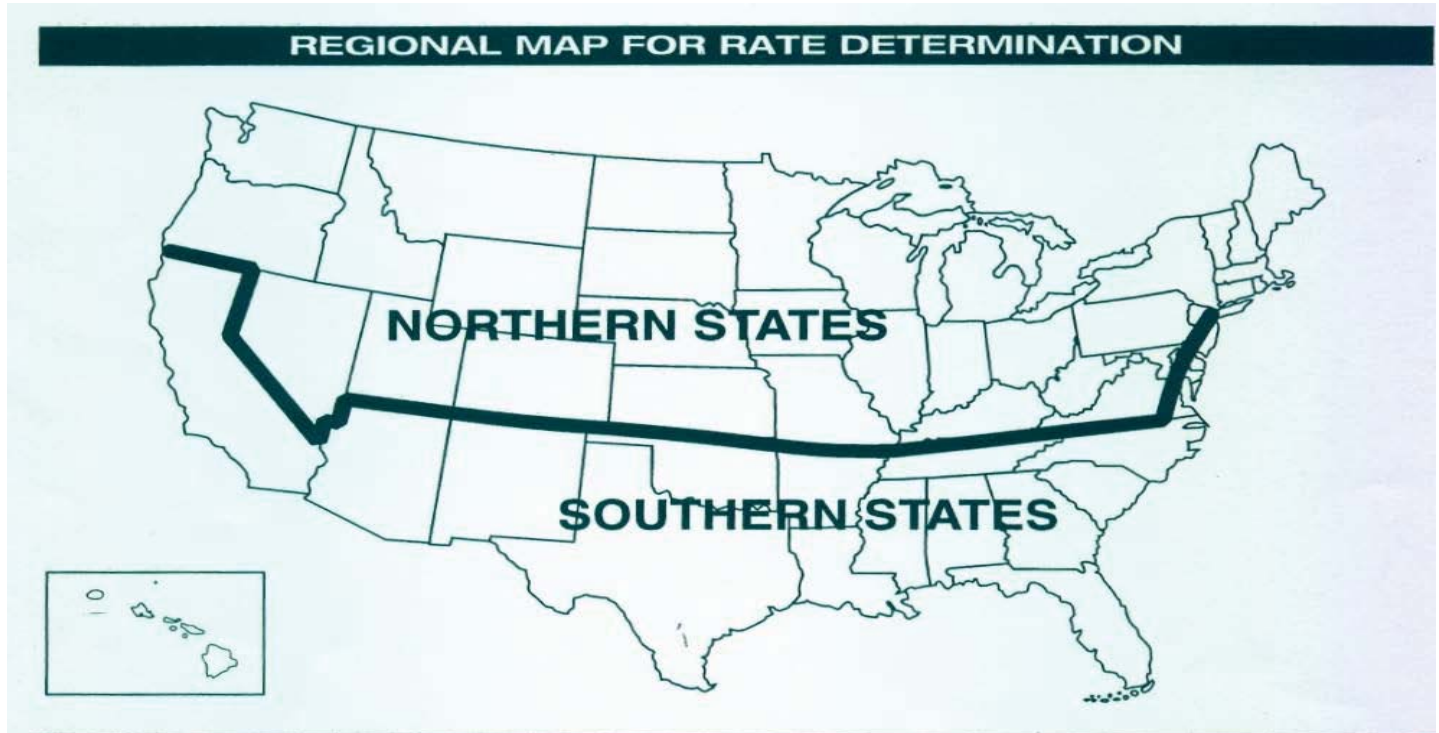 REGIONAL MAP FOR RATE DETERMINATION
NORTHERN STATES
SOUTHERN STATES